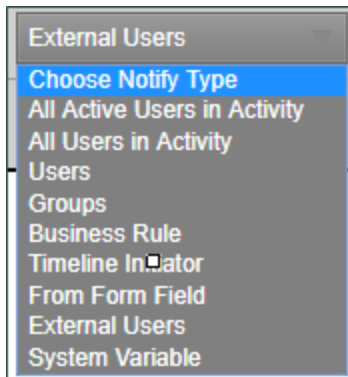 External Users
Choose Notify Type
All Active Users in Activity
All Users in Activity
Users
Groups
Business Rule
Timeline
From Form Field
External Users
System Variable